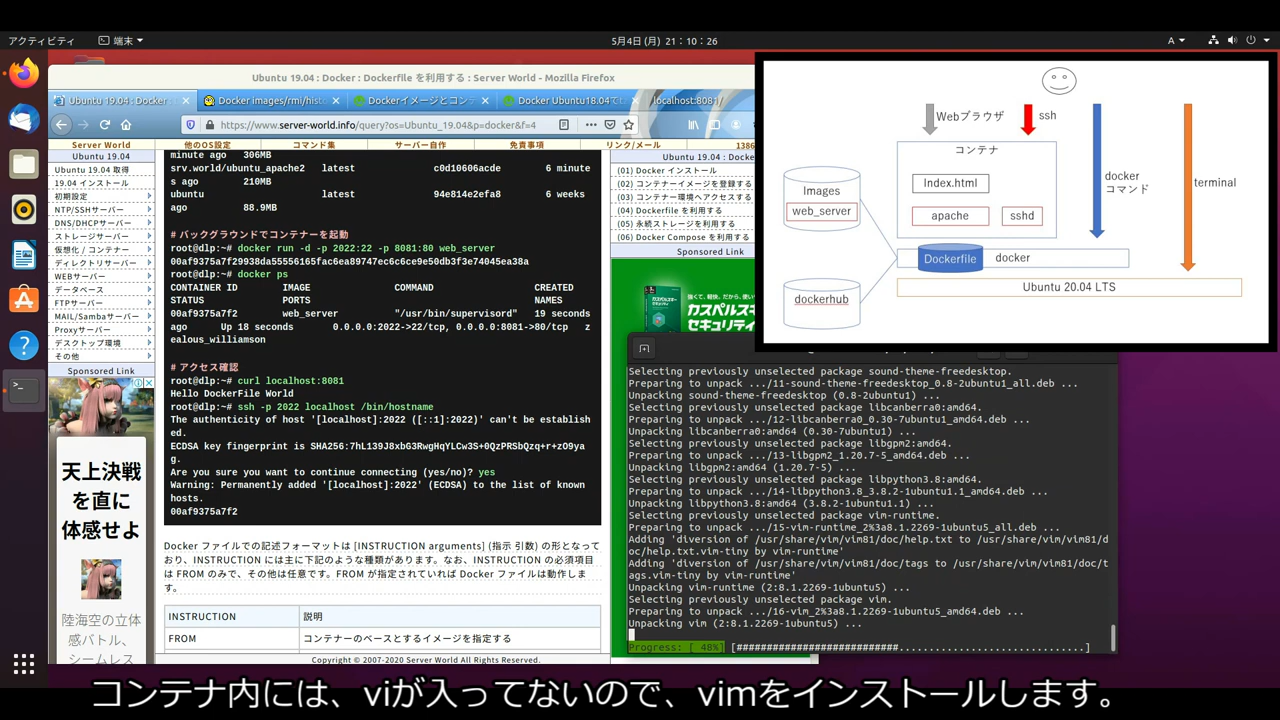 アクティビティ
端末
5月4日 (月) 21：10：26
A
Ubuntu 19.04 : Docker : Dockerfile を利用する : Server World - Mozilla Firefox
Ubuntu 19.04 : Docker :
Docker images/rmi/hist
Dockerイメージとコンテ
Docker Ubuntu18.04で
localhost:8081/
https://www.server-world.info/query?os=Ubuntu_19.04&p=docker&f=4
Server World
他のOS設定
コマンド集
サーバー自作
免責事項
リンク/メール
1386
Ubuntu 19.04
Ubuntu 19.04 取得
19.04 インストール
初期設定
NTP/SSHサーバー
DNS/DHCPサーバー
ストレージサーバー
仮想化 / コンテナー
ディレクトリサーバー
WEBサーバー
データベース
FTPサーバー
MAIL/Sambaサーバー
Proxyサーバー
デスクトップ環境
その他
Sponsored Link
天上決戦
を直に
体感せよ
陸海空の立体
感バトル、
シームレス
minute ago 306MB
srv.world/ubuntu_apache2 latest c0d10606acde 6 minute
s ago 210MB
ubuntu latest 94e814e2efa8 6 weeks
ago 88.9MB
# バックグラウンドでコンテナーを起動
root@dlp:~# docker run -d -p 2022:22 -p 8081:80 web_server
00af9375a7f29938da55556165fac6ea89747ec6c6ce9e50db3f3e74045ea38a
root@dlp:~# docker ps
CONTAINER ID IMAGE COMMAND CREATED
STATUS PORTS NAMES
00af9375a7f2 web_server "/usr/bin/supervisord" 19 seconds
ago Up 18 seconds 0.0.0.0:2022->22/tcp, 0.0.0.0:8081->80/tcp z
ealous_williamson
# アクセス確認
root@dlp:~# curl localhost:8081
Hello DockerFile World
root@dlp:~# ssh -p 2022 localhost /bin/hostname
The authenticity of host '[localhost]:2022 ([::1]:2022)' can't be establish
ed.
ECDSA key fingerprint is SHA256:7hL139J8xbG3RwgHqYLCw3S+0QzPRSbQzq+r+zO9ya
g.
Are you sure you want to continue connecting (yes/no)? yes
Warning: Permanently added '[localhost]:2022' (ECDSA) to the list of known
hosts.
00af9375a7f2
Docker ファイルでの記述フォーマットは [INSTRUCTION arguments] (指示 引数) の形となって
おり、INSTRUCTION には主に下記のような種類があります。なお、INSTRUCTION の必須項目
は FROM のみで、その他は任意です。FROM が指定されていれば Docker ファイルは動作しま
す。
INSTRUCTION 説明
FROM コンテナーのベースとするイメージを指定する
Copyright © 2007-2020 Server World All Rights Reserved.
Ubuntu 19.04 : Docke
(01) Docker インストール
(02) コンテナーイメージを登録する
(03) コンテナー環境へアクセスする
(04) Dockerfile を利用する
(05) 永続ストレージを利用する
(06) Docker Compose を利用する
Sponsored Link
強くて、軽快。だから、使い
カスペルスキ
セキュリティ
Webブラウザ
ssh
コンテナ
Index.html
apache
sshd
Images
web_server
dockerhub
Dockerfile
docker
Ubuntu 20.04 LTS
docker
コマンド
terminal
Selecting previously unselected package sound-theme-freedesktop.
Preparing to unpack .../11-sound-theme-freedesktop_0.8-2ubuntu1_all.deb ...
Unpacking sound-theme-freedesktop (0.8-2ubuntu1) ...
Selecting previously unselected package libcanberra0:amd64.
Preparing to unpack .../12-libcanberra0_0.30-7ubuntu1_amd64.deb ...
Unpacking libcanberra0:amd64 (0.30-7ubuntu1) ...
Selecting previously unselected package libgpm2:amd64.
Preparing to unpack .../13-libgpm2_1.20.7-5_amd64.deb ...
Unpacking libgpm2:amd64 (1.20.7-5) ...
Selecting previously unselected package libpython3.8:amd64.
Preparing to unpack .../14-libpython3.8_3.8.2-1ubuntu1.1_amd64.deb ...
Unpacking libpython3.8:amd64 (3.8.2-1ubuntu1.1) ...
Selecting previously unselected package vim-runtime.
Preparing to unpack .../15-vim-runtime_2%3a8.1.2269-1ubuntu5_all.deb ...
Adding 'diversion of /usr/share/vim/vim81/doc/help.txt to /usr/share/vim/vim81/d
oc/help.txt.vim-tiny by vim-runtime'
Adding 'diversion of /usr/share/vim/vim81/doc/tags to /usr/share/vim/vim81/doc/t
ags.vim-tiny by vim-runtime'
Unpacking vim-runtime (2:8.1.2269-1ubuntu5) ...
Selecting previously unselected package vim.
Preparing to unpack .../16-vim_2%3a8.1.2269-1ubuntu5_amd64.deb ...
Unpacking vim (2:8.1.2269-1ubuntu5) ...
Progress: [ 48%] [###########################...............................]
コンテナ内には、viが入ってないので、vimをインストールします。